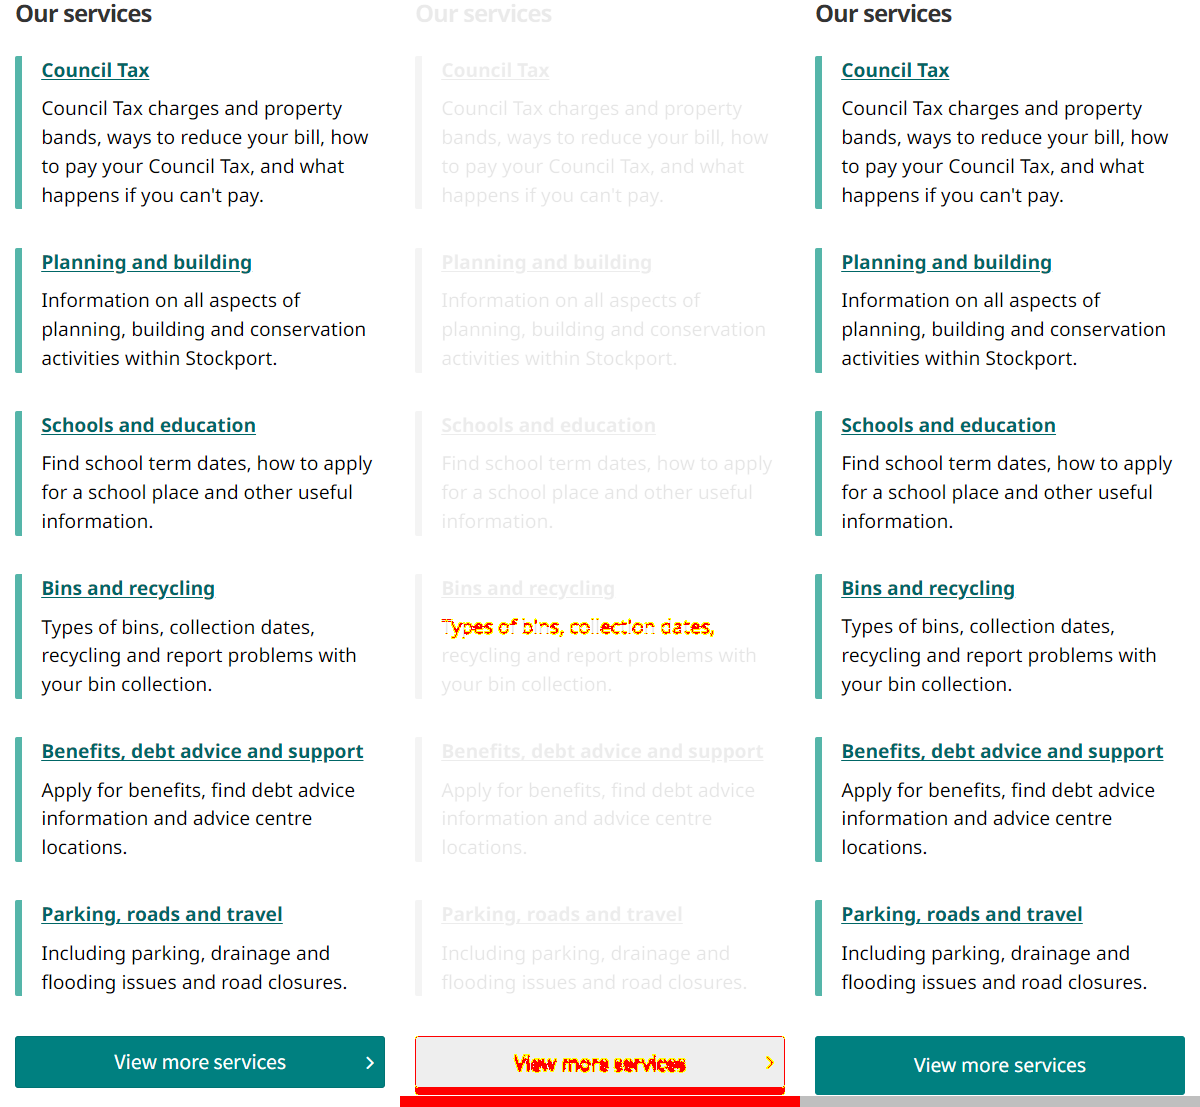 Our services
Council Tax
Council Tax charges and property
bands, ways to reduce your bill, how
to pay your Council Tax, and what
happens if you can't pay.
Planning and building
Information on all aspects of
planning, building and conservation
activities within Stockport.
Schools and education
Find school term dates, how to apply
for a school place and other useful
information.
Bins and recycling
Types of bins, collection dates,
recycling and report problems with
your bin collection.
Benefits, debt advice and support
Apply for benefits, find debt advice
information and advice centre
locations.
Parking, roads and travel
Including parking, drainage and
flooding issues and road closures.
View more services
Our services
Council Tax
Council Tax charges and property
bands, ways to reduce your bill, how
to pay your Council Tax, and what
happens if you can't pay.
Planning and building
Information on all aspects of
planning, building and conservation
activities within Stockport.
Schools and education
Find school term dates, how to apply
for a school place and other useful
information.
Bins and recycling
Types of bins, collection dates,
recycling and report problems with
your bin collection.
Benefits, debt advice and support
Apply for benefits, find debt advice
information and advice centre
locations.
Parking, roads and travel
Including parking, drainage and
flooding issues and road closures.
View more services
Our services
Council Tax
Council Tax charges and property
bands, ways to reduce your bill, how
to pay your Council Tax, and what
happens if you can't pay.
Planning and building
Information on all aspects of
planning, building and conservation
activities within Stockport.
Schools and education
Find school term dates, how to apply
for a school place and other useful
information.
Bins and recycling
Types of bins, collection dates,
recycling and report problems with
your bin collection.
Benefits, debt advice and support
Apply for benefits, find debt advice
information and advice centre
locations.
Parking, roads and travel
Including parking, drainage and
flooding issues and road closures.
View more services